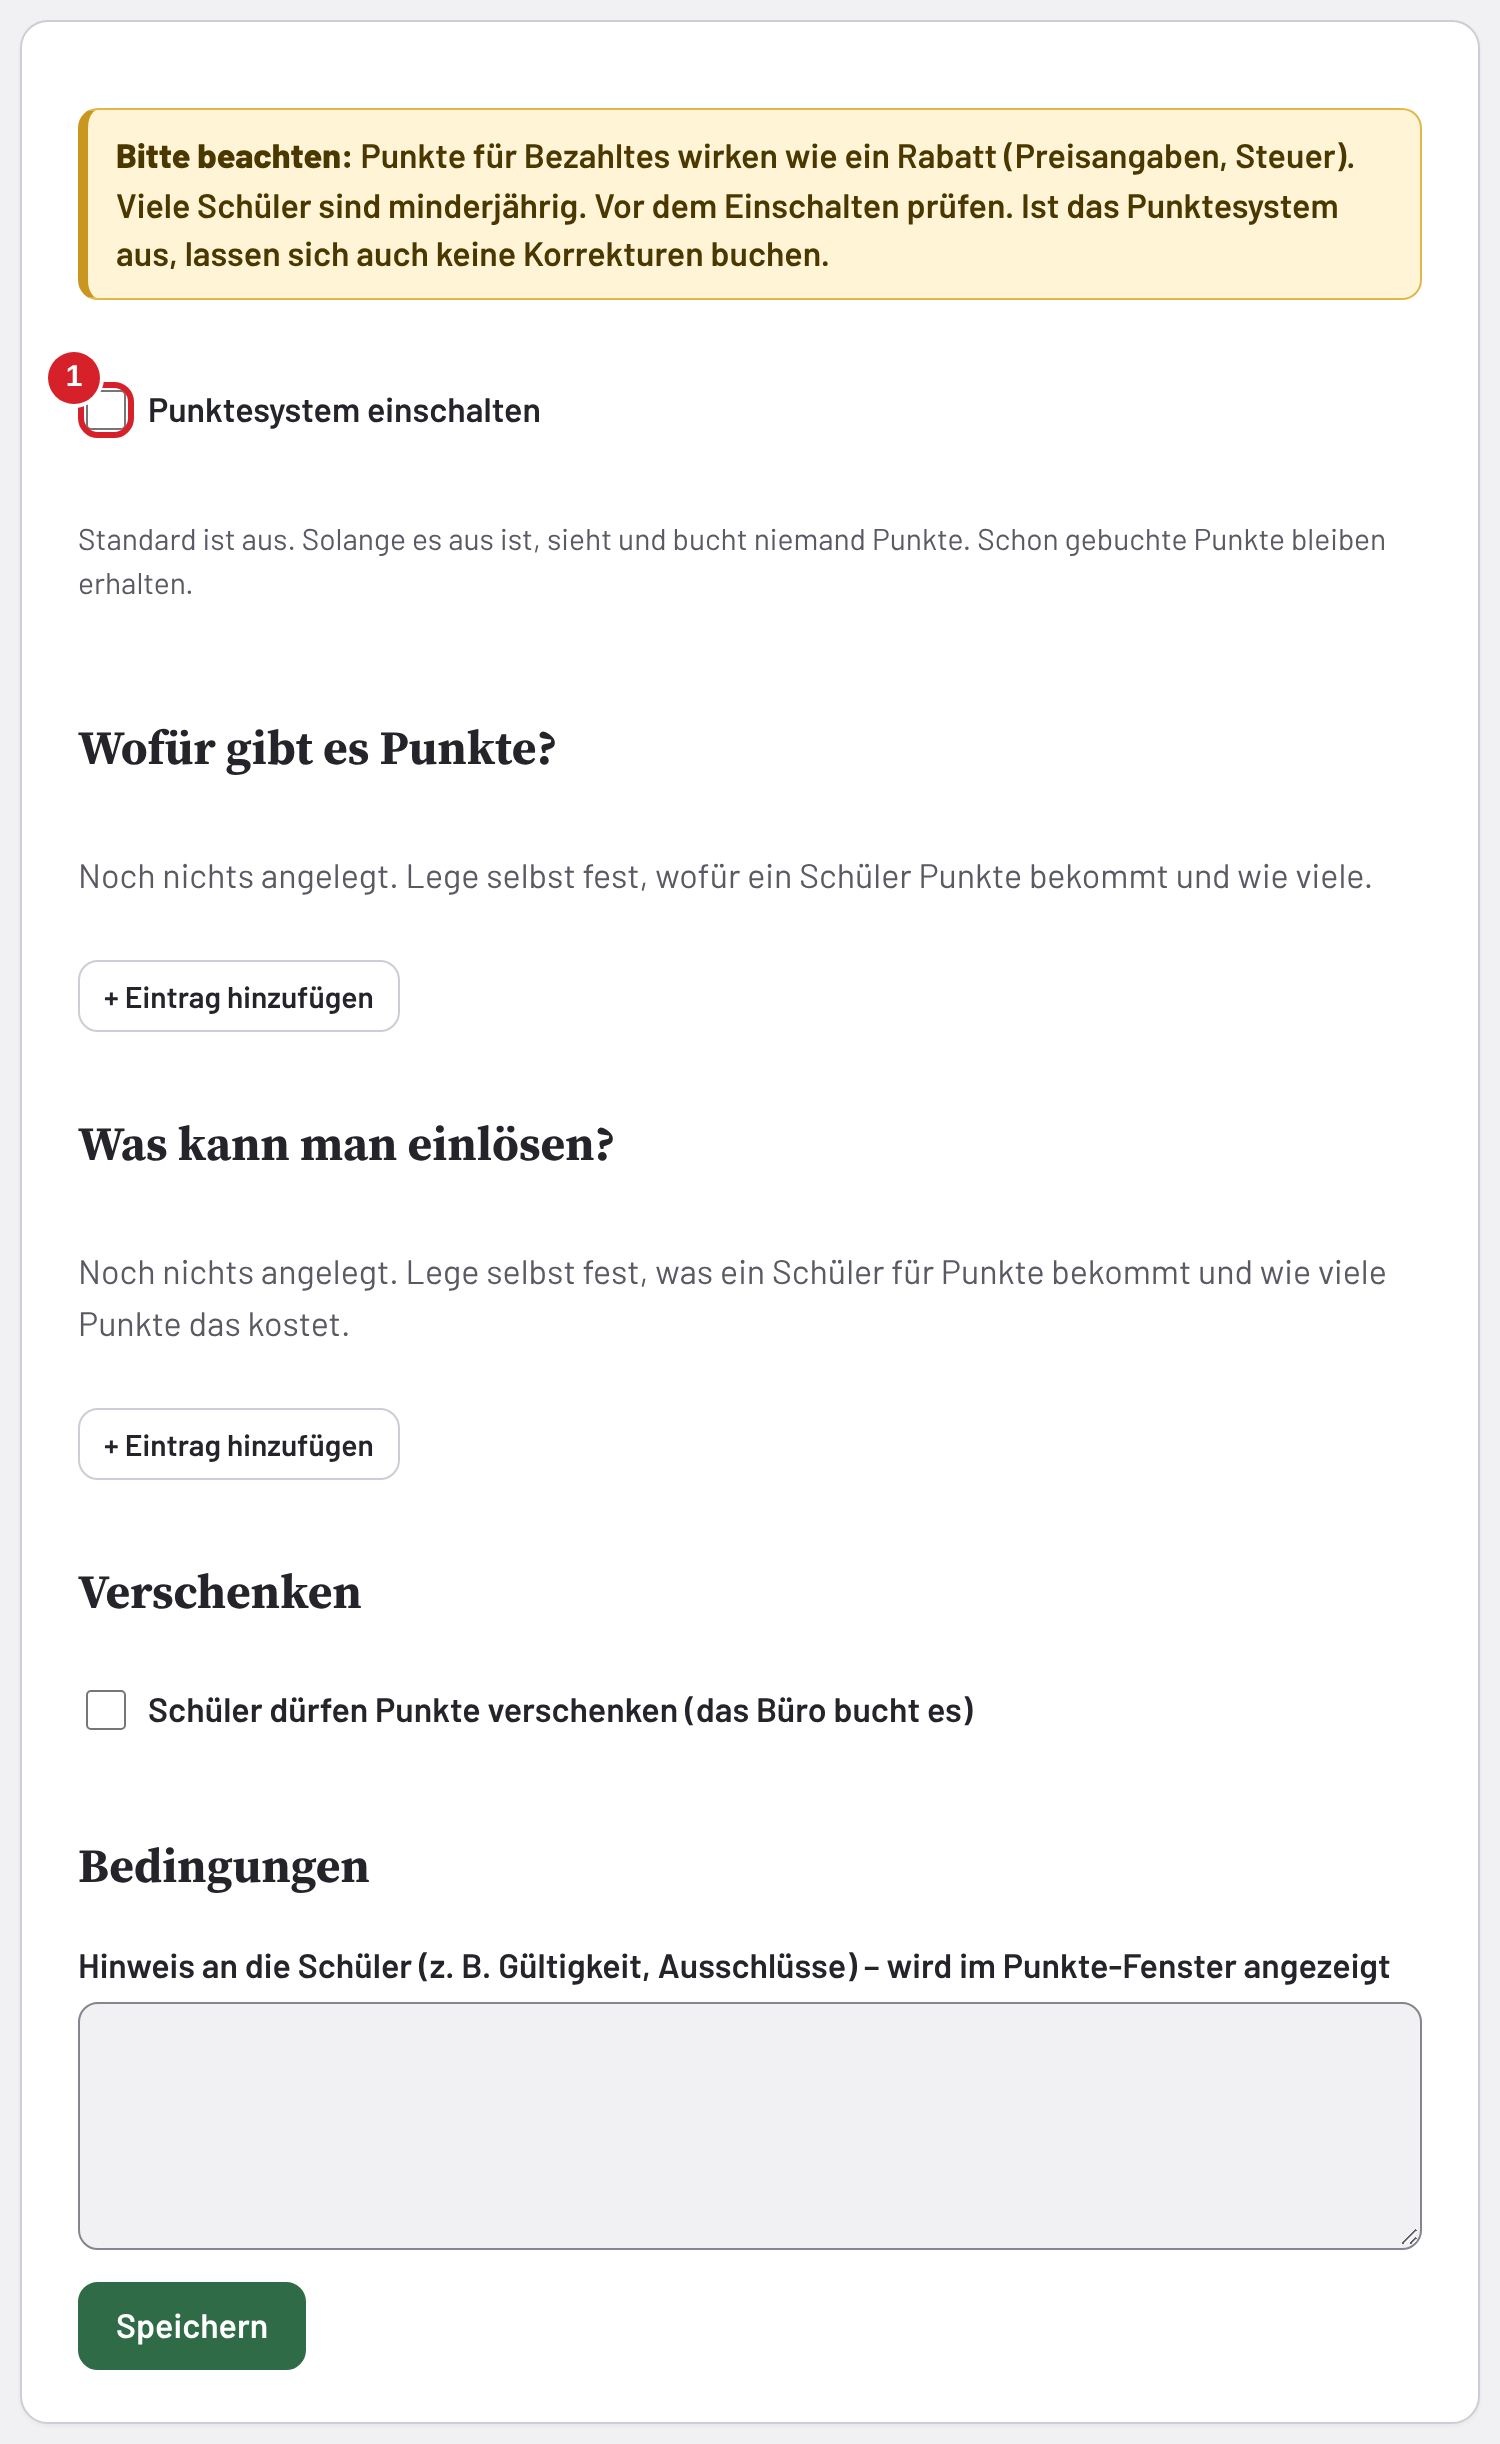 Bitte beachten: Punkte für Bezahltes wirken wie ein Rabatt (Preisangaben, Steuer).
Viele Schüler sind minderjährig. Vor dem Einschalten prüfen. Ist das Punktesystem
aus, lassen sich auch keine Korrekturen buchen.
1
Punktesystem einschalten
Standard ist aus. Solange es aus ist, sieht und bucht niemand Punkte. Schon gebuchte Punkte bleiben
erhalten.
Wofür gibt es Punkte?
Noch nichts angelegt. Lege selbst fest, wofür ein Schüler Punkte bekommt und wie viele.
+ Eintrag hinzufügen
Was kann man einlösen?
Noch nichts angelegt. Lege selbst fest, was ein Schüler für Punkte bekommt und wie viele
Punkte das kostet.
+ Eintrag hinzufügen
Verschenken
Schüler dürfen Punkte verschenken (das Büro bucht es)
Bedingungen
Hinweis an die Schüler (z. B. Gültigkeit, Ausschlüsse) – wird im Punkte-Fenster angezeigt
Speichern